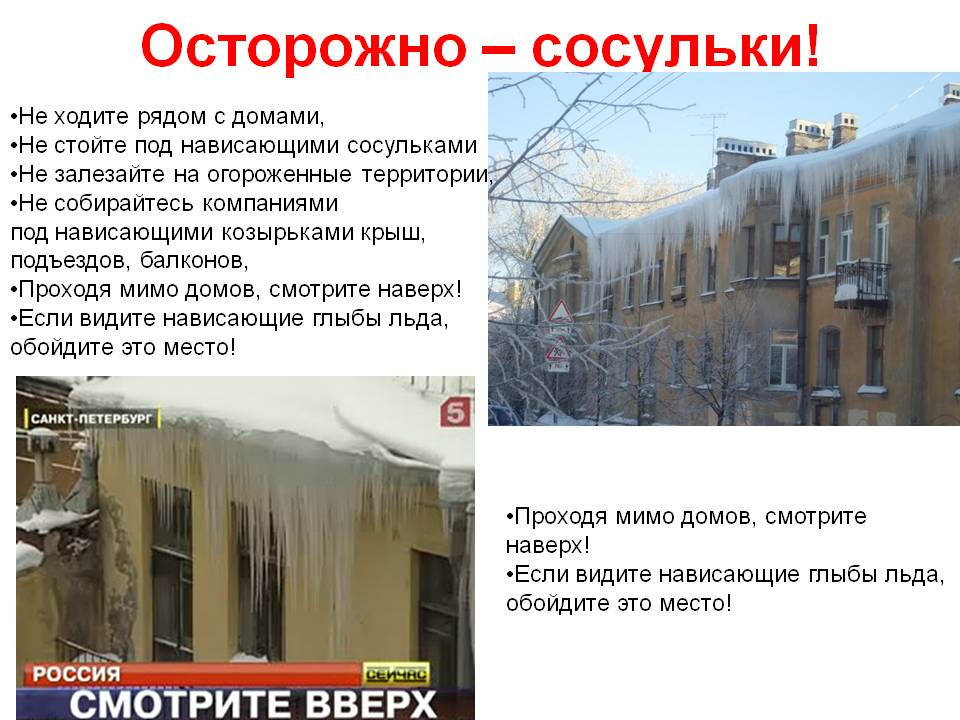 Осторожно – сосульки!
•Не ходите рядом с домами,
•Не стойте под нависающими сосульками
•Не залезайте на огороженные территории,
•Не собирайтесь компаниями
под нависающими козырьками крыш,
подъездов, балконов,
•Проходя мимо домов, смотрите наверх!
•Если видите нависающие глыбы льда,
обойдите это место!
САНКТ-ПЕТЕРБУРГ
5
РОССИЯ
СЕЙЧАС
СМОТРИТЕ ВВЕРХ
•Проходя мимо домов, смотрите
наверх!
•Если видите нависающие глыбы льда,
обойдите это место!